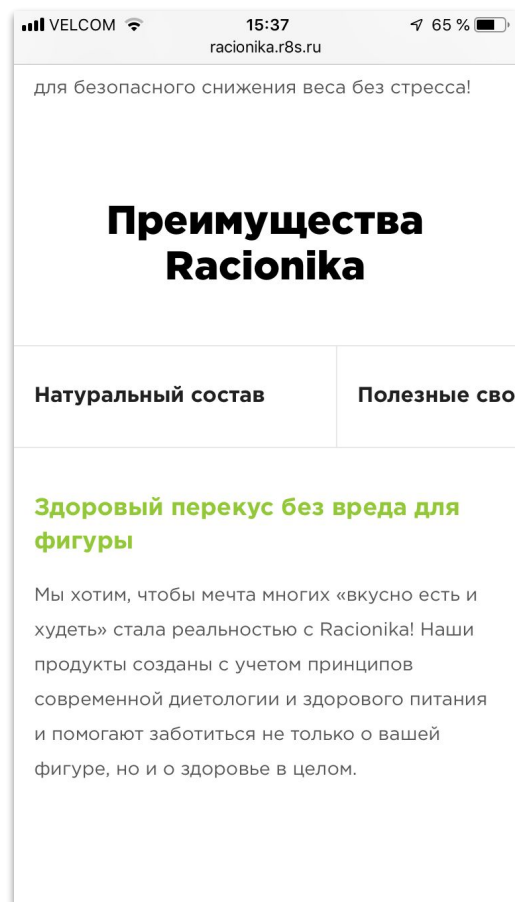 VELCOM 15:37 65 %
racionika.r8s.ru
для безопасного снижения веса без стресса!
Преимущества
Racionika
Натуральный состав Полезные сво
Здоровый перекус без вреда для
фигуры
Мы хотим, чтобы мечта многих «вкусно есть и
худеть» стала реальностью с Racionika! Наши
продукты созданы с учетом принципов
современной диетологии и здорового питания
и помогают заботиться не только о вашей
фигуре, но и о здоровье в целом.